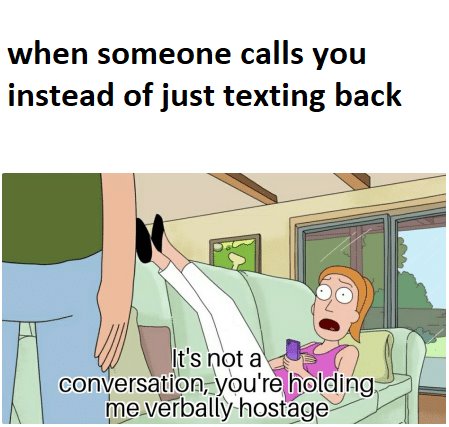 when someone calls you
instead of just texting back
It's not a
conversation, you're holding
me verbally hostage